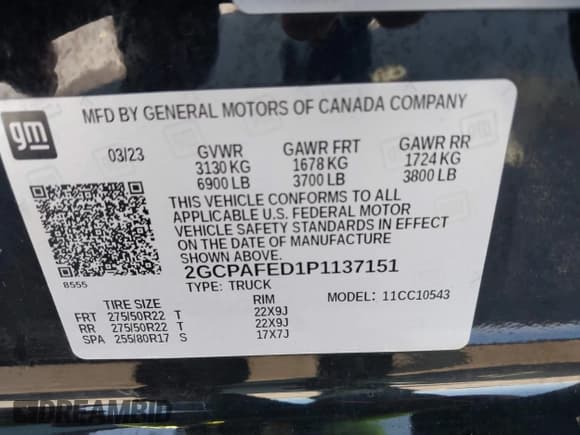 gm
MFD BY GENERAL MOTORS OF CANADA COMPANY
03/23 GVWR GAWR FRT GAWR RR
3130 KG 1678 KG 1724 KG
6900 LB 3700 LB 3800 LB
THIS VEHICLE CONFORMS TO ALL
APPLICABLE U.S. FEDERAL MOTOR
VEHICLE SAFETY STANDARDS IN EFFECT
ON THE DATE OF MANUFACTURE
SHOWN ABOVE.
8555
2GCPAFED1P1137151
TYPE: TRUCK MODEL: 11CC10543
TIRE SIZE RIM
FRT 275/50R22 T 22X9J
RR 275/50R22 T 22X9J
SPA 255/80R17 S 17X7J
DREAMBID